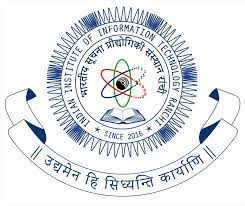 INDIAN INSTITUTE OF INFORMATION TECHNOLOGY RANCHI
भारतीय सूचना प्रौद्योगिकी संस्थान रांची
★ SINCE 2016 ★
॥ उद्यमेन हि सिध्यन्ति कार्याणि ॥